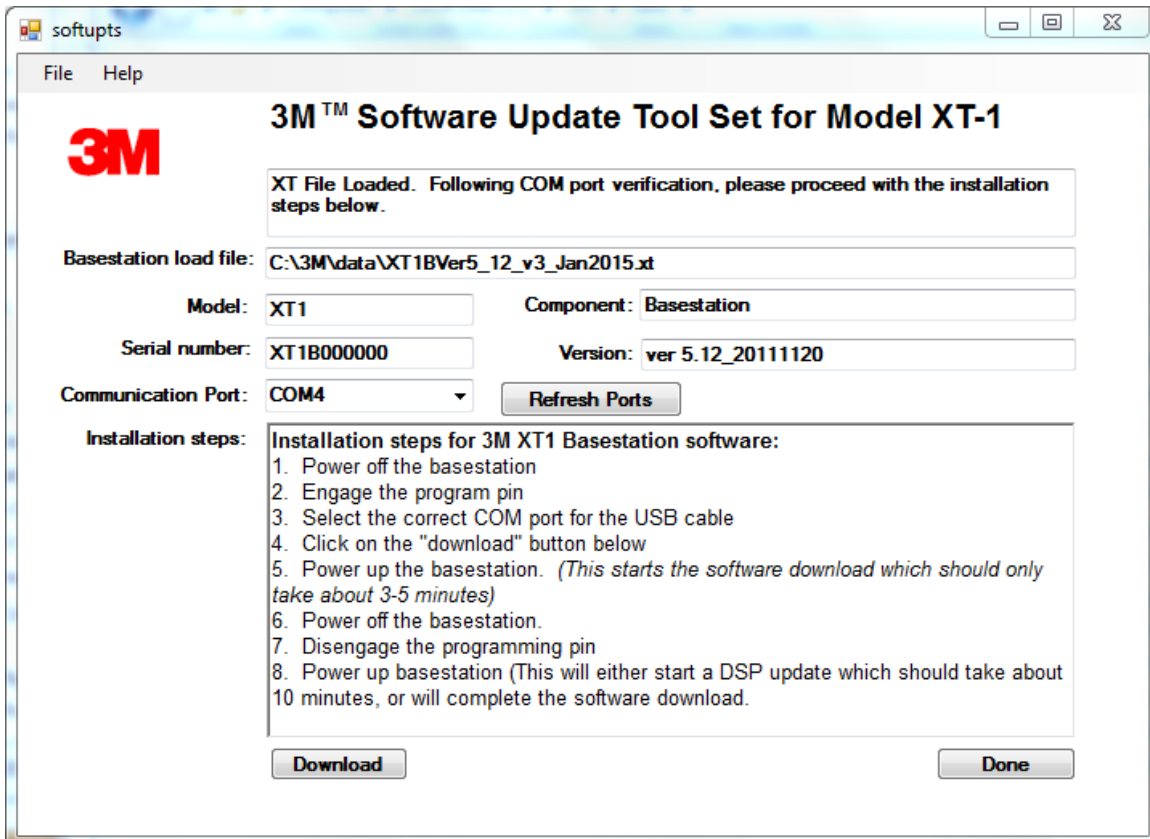 softupts
File Help
3M™ Software Update Tool Set for Model XT-1
3M
XT File Loaded. Following COM port verification, please proceed with the installation
steps below.
Basestation load file: C:\3M\data\XT1BVer5_12_v3_Jan2015.xt
Model: XT1 Component: Basestation
Serial number: XT1B000000 Version: ver 5.12_20111120
Communication Port: COM4 Refresh Ports
Installation steps: Installation steps for 3M XT1 Basestation software:
1. Power off the basestation
2. Engage the program pin
3. Select the correct COM port for the USB cable
4. Click on the "download" button below
5. Power up the basestation. (This starts the software download which should only
take about 3-5 minutes)
6. Power off the basestation.
7. Disengage the programming pin
8. Power up basestation (This will either start a DSP update which should take about
10 minutes, or will complete the software download.
Download Done